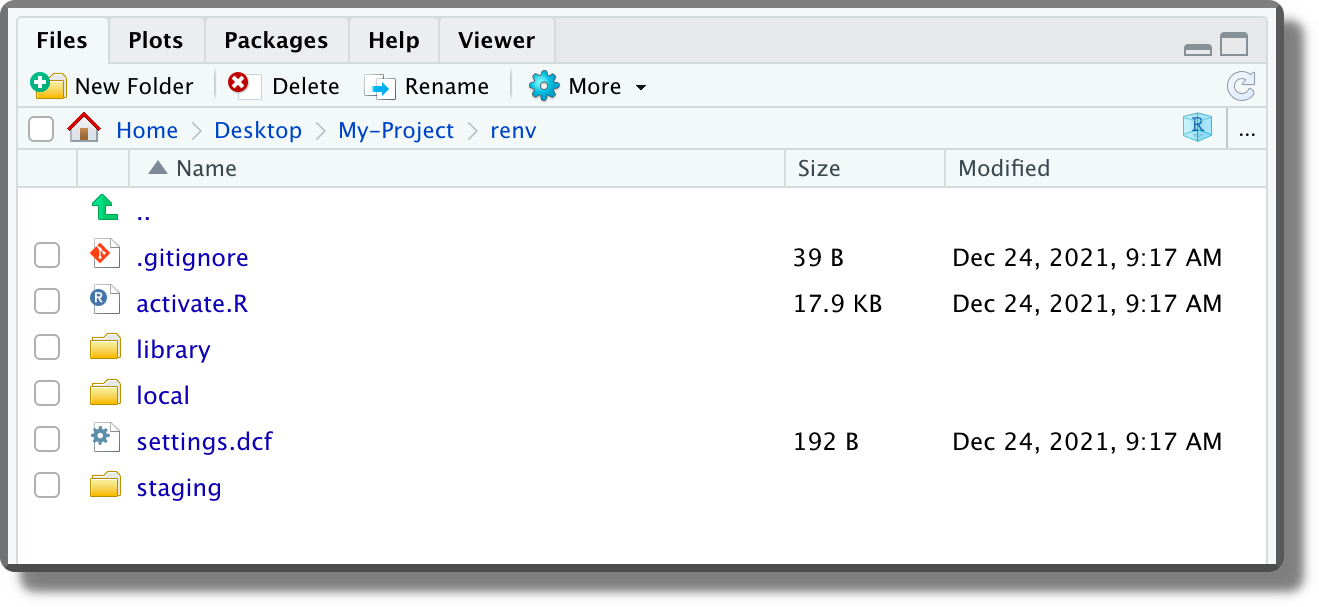 Files Plots Packages Help Viewer
New Folder Delete Rename More
Home Desktop My-Project renv R ...
Name Size Modified
..
.gitignore 39 B Dec 24, 2021, 9:17 AM
R activate.R 17.9 KB Dec 24, 2021, 9:17 AM
library
local
settings.dcf 192 B Dec 24, 2021, 9:17 AM
staging